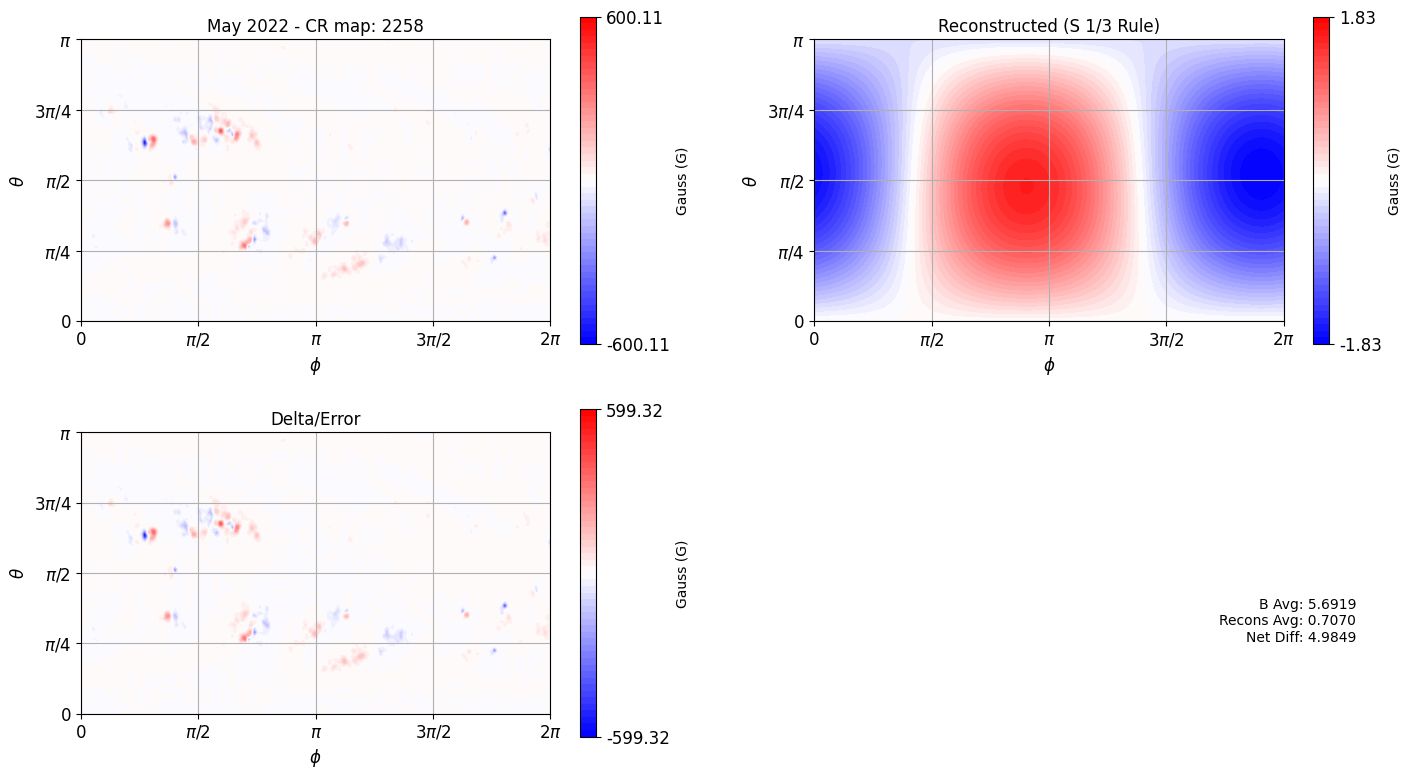 May 2022 - CR map: 2258
π
3π/4
π/2
π/4
0
θ
0
π/2
π
3π/2
2π
ϕ
600.11
-600.11
Gauss (G)
Reconstructed (S 1/3 Rule)
π
3π/4
π/2
π/4
0
θ
0
π/2
π
3π/2
2π
ϕ
1.83
-1.83
Gauss (G)
Delta/Error
π
3π/4
π/2
π/4
0
θ
0
π/2
π
3π/2
2π
ϕ
599.32
-599.32
Gauss (G)
B Avg: 5.6919
Recons Avg: 0.7070
Net Diff: 4.9849